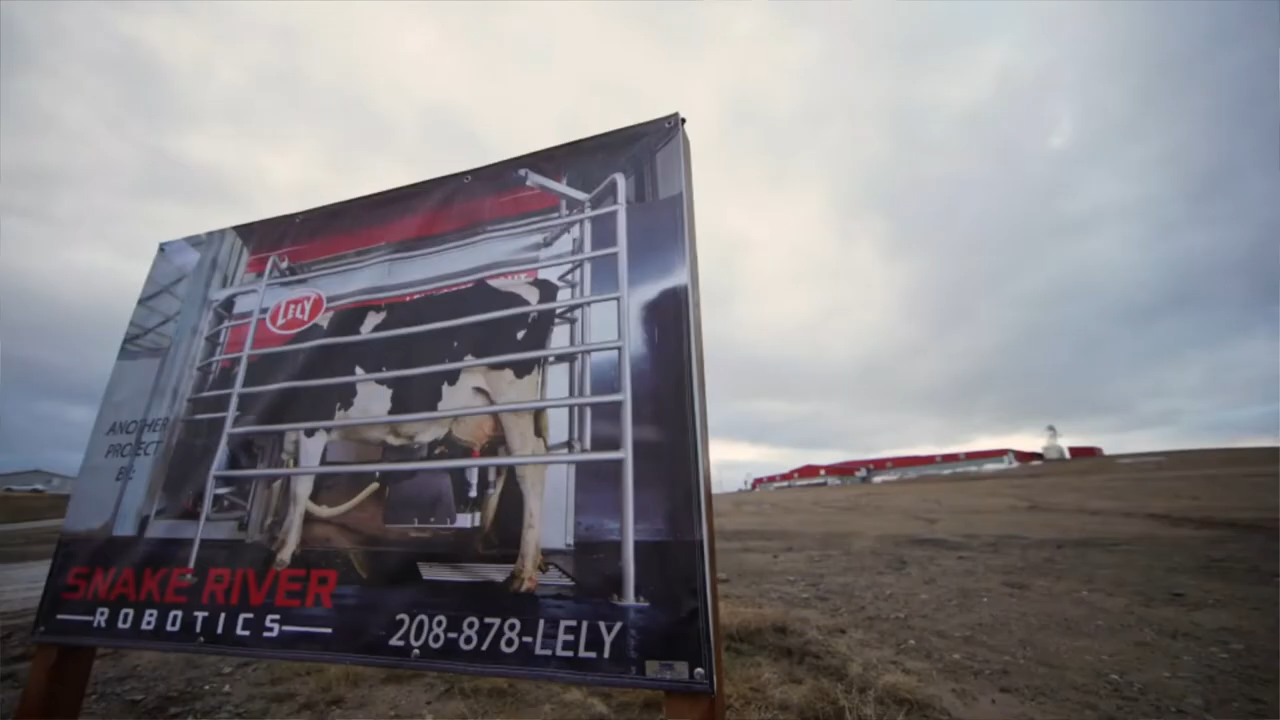 LELY
ANOTHER
PROJECT
BY:
SNAKE RIVER
ROBOTICS
208-878-LELY